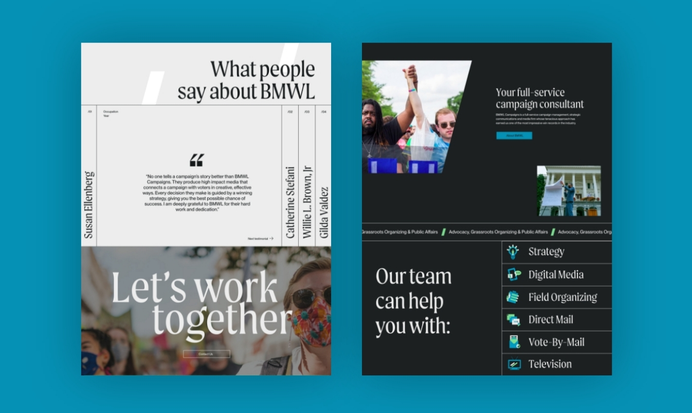 What people
say about BMWL
Susan Ellenberg
"No one tells a campaign's story better than BMWL
Campaigns. They produce high impact media that
connects a campaign with voters in creative, effective
ways. Every decision they make is guided by a winning
strategy, giving you the best possible chance of
success. I am deeply grateful to BMWL for their hard
work and dedication."
Next testimonial →
Catherine Stefani
Willie L. Brown, Jr
Gilda Valdez
Let's work
together
Contact Us
Your full-service
campaign consultant
Grassroots Organizing & Public Affairs / Advocacy, Grassroots Organizing & Public Affairs / Advocacy, Grassroots Org
Our team
can help
you with:
Strategy
Digital Media
Field Organizing
Direct Mail
Vote-By-Mail
Television